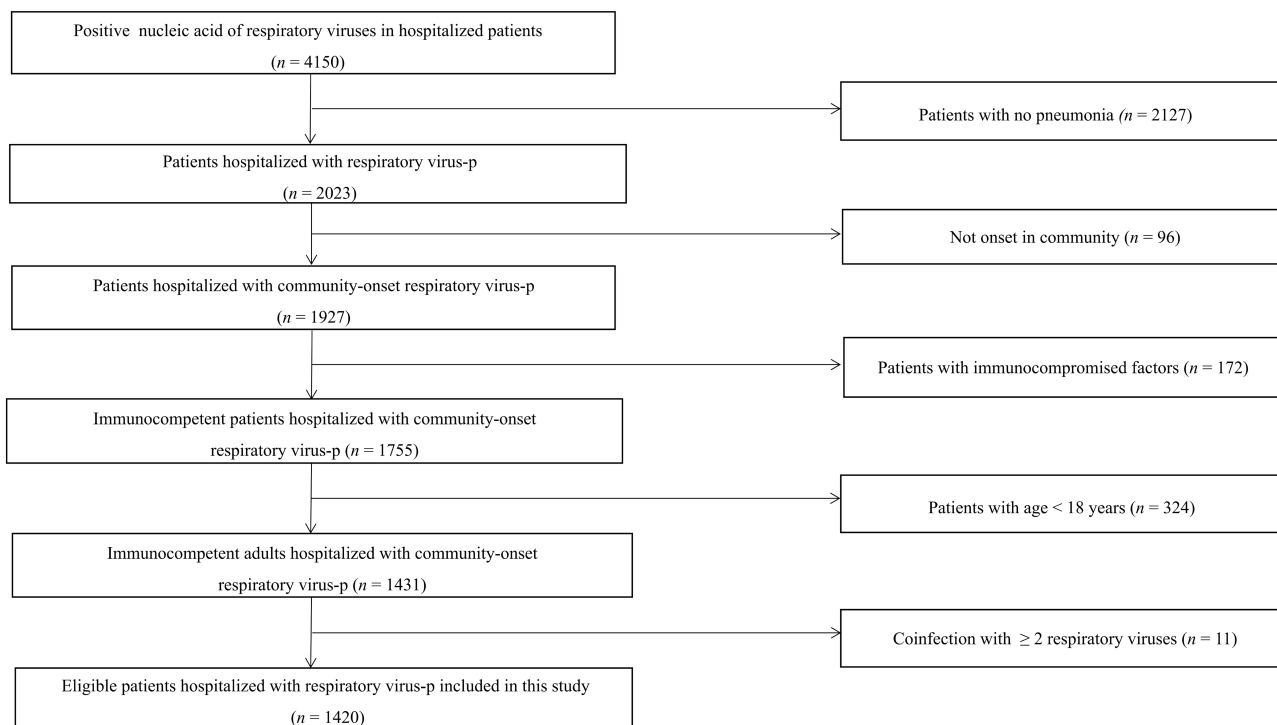 Positive nucleic acid of respiratory viruses in hospitalized patients
(n = 4150)
Patients with no pneumonia (n = 2127)
Patients hospitalized with respiratory virus-p
(n = 2023)
Not onset in community (n = 96)
Patients hospitalized with community-onset respiratory virus-p
(n = 1927)
Patients with immunocompromised factors (n = 172)
Immunocompetent patients hospitalized with community-onset
respiratory virus-p (n = 1755)
Patients with age < 18 years (n = 324)
Immunocompetent adults hospitalized with community-onset
respiratory virus-p (n = 1431)
Coinfection with ≥ 2 respiratory viruses (n = 11)
Eligible patients hospitalized with respiratory virus-p included in this study
(n = 1420)